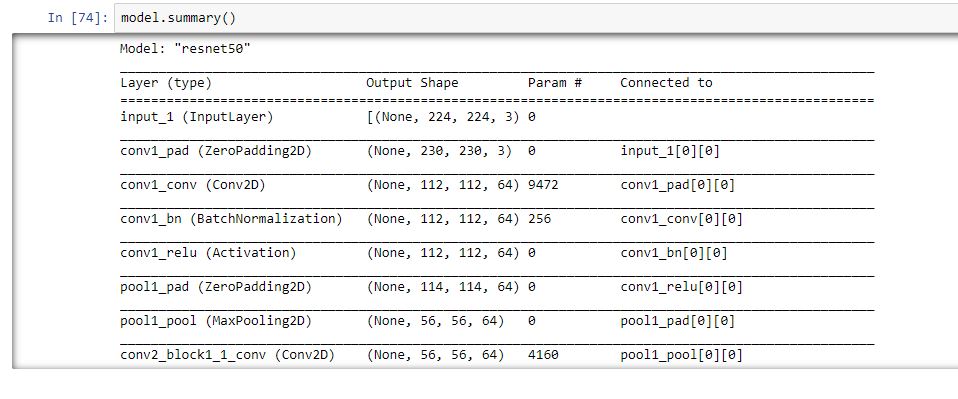 In [74]: model.summary()
Model: "resnet50"
Layer (type) Output Shape Param # Connected to
input_1 (InputLayer) [(None, 224, 224, 3) 0
conv1_pad (ZeroPadding2D) (None, 230, 230, 3) 0 input_1[0][0]
conv1_conv (Conv2D) (None, 112, 112, 64) 9472 conv1_pad[0][0]
conv1_bn (BatchNormalization) (None, 112, 112, 64) 256 conv1_conv[0][0]
conv1_relu (Activation) (None, 112, 112, 64) 0 conv1_bn[0][0]
pool1_pad (ZeroPadding2D) (None, 114, 114, 64) 0 conv1_relu[0][0]
pool1_pool (MaxPooling2D) (None, 56, 56, 64) 0 pool1_pad[0][0]
conv2_block1_1_conv (Conv2D) (None, 56, 56, 64) 4160 pool1_pool[0][0]